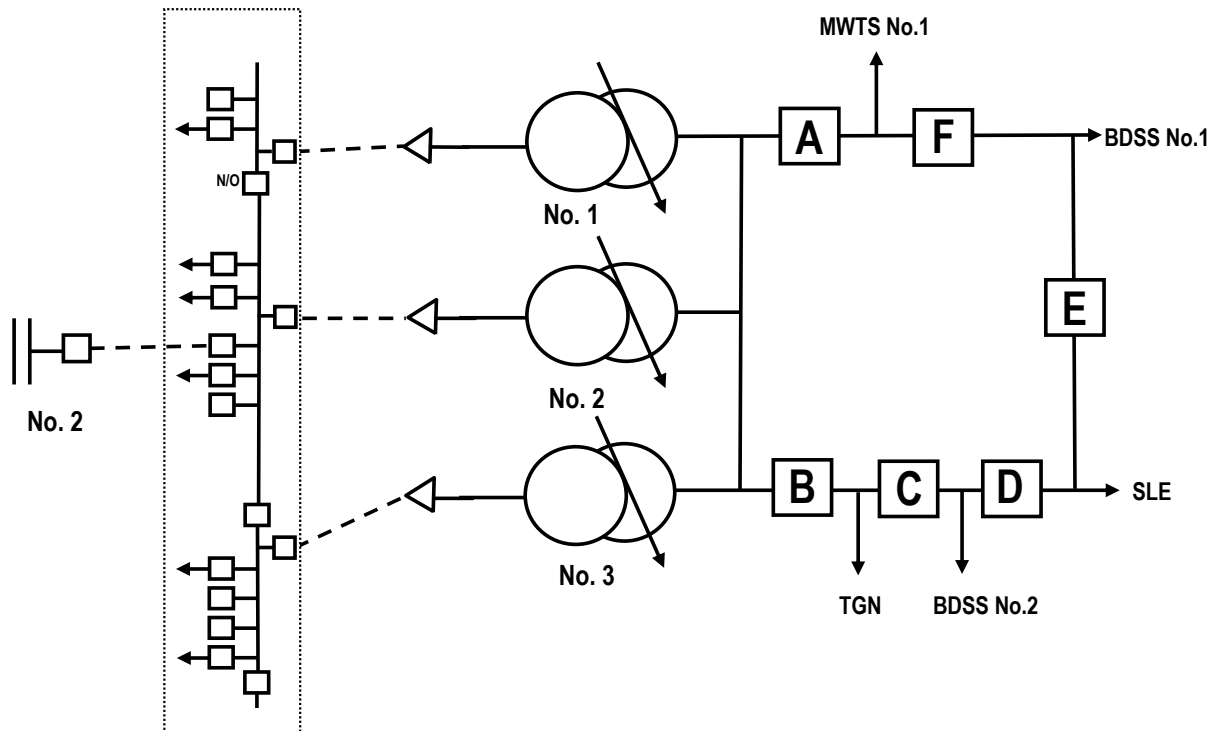 MWTS No.1
A
F
BDSS No.1
N/O
No. 1
E
No. 2
No. 2
B
C
D
SLE
No. 3
TGN
BDSS No.2